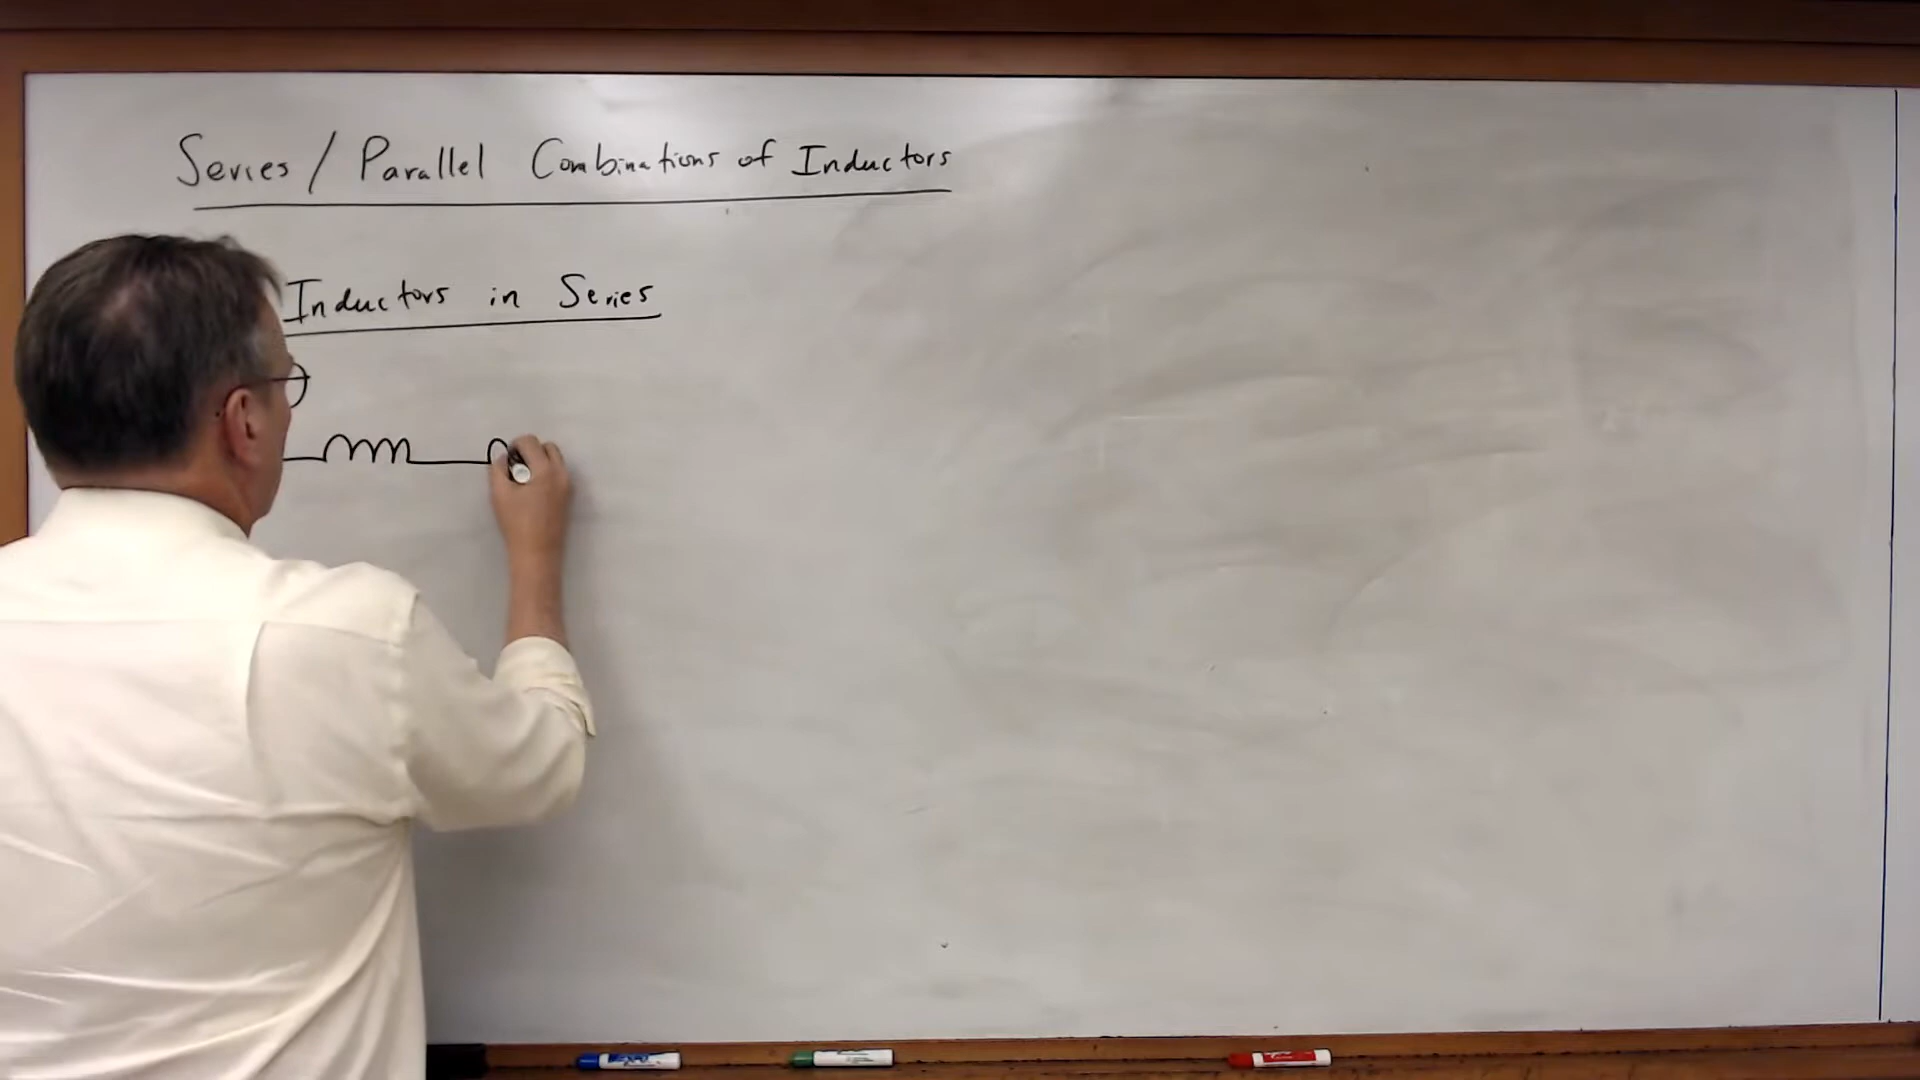 Series / Parallel Combinations of Inductors
Inductors in Series